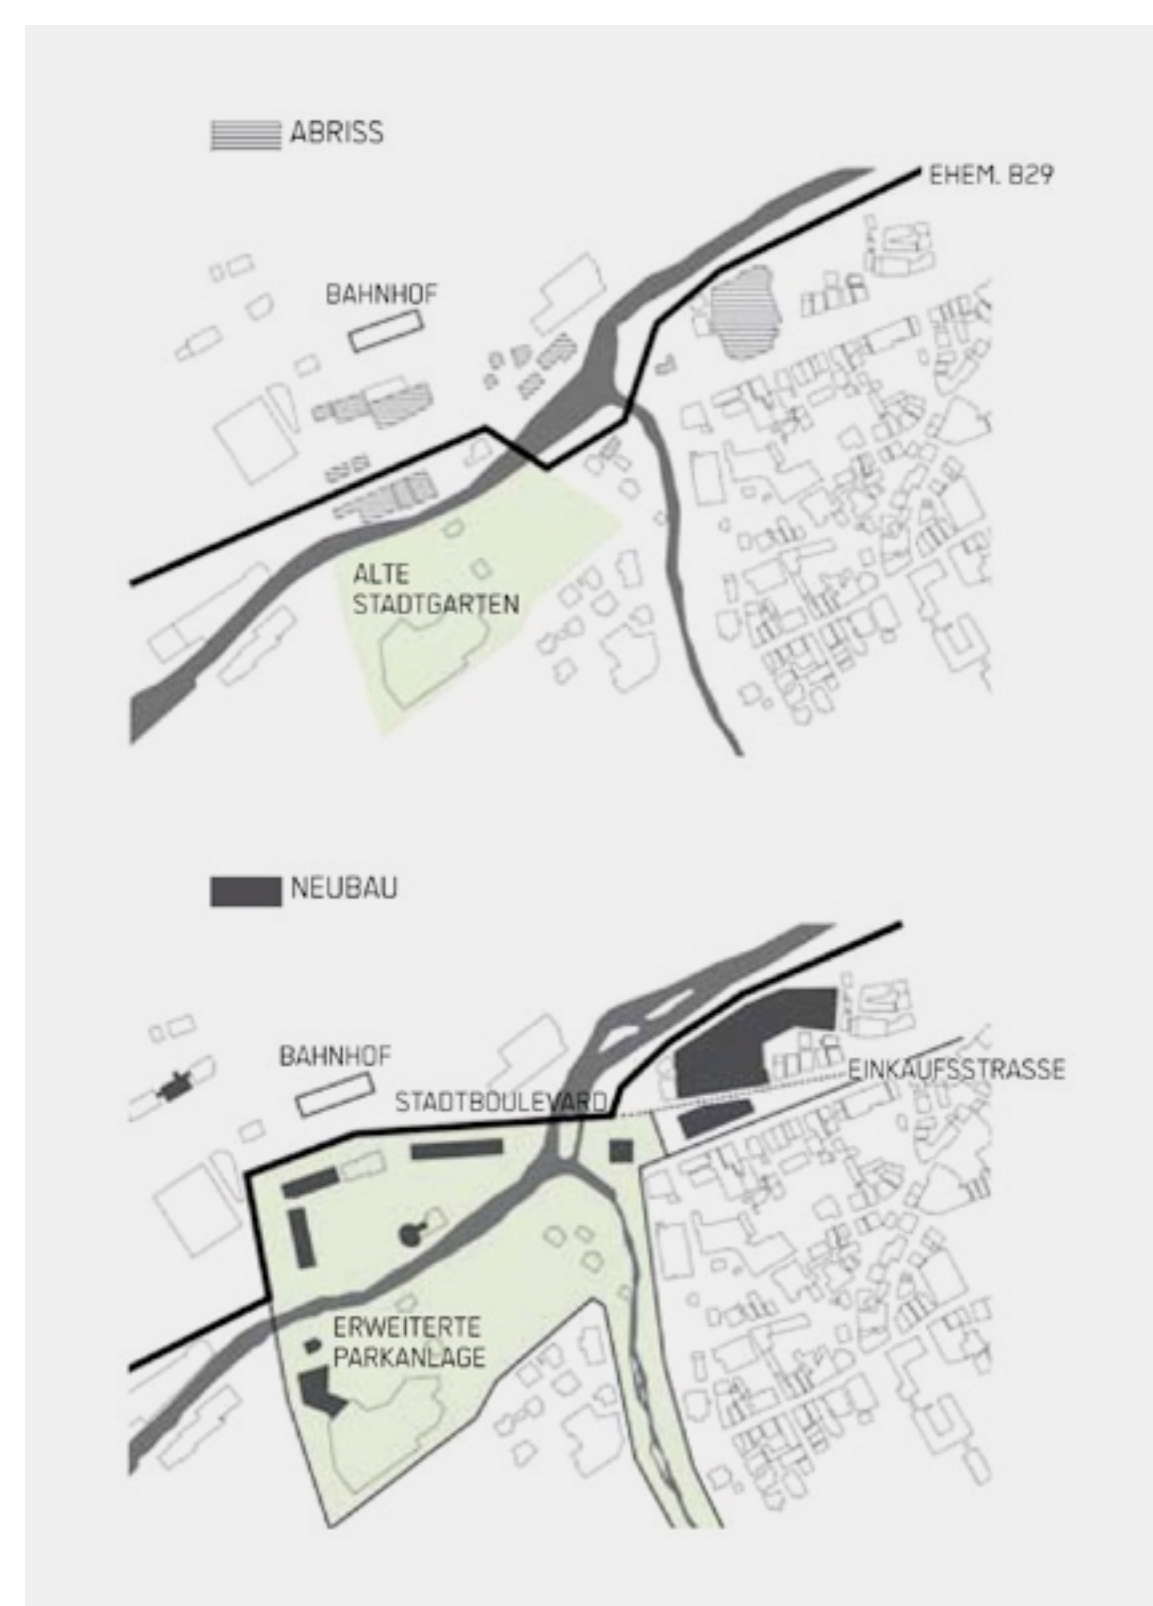 ABRISS
EHEM. B29
BAHNHOF
ALTE
STADTGARTEN
NEUBAU
BAHNHOF
STADTBOULEVARD
EINKAUFSSTRASSE
ERWEITERTE
PARKANLAGE